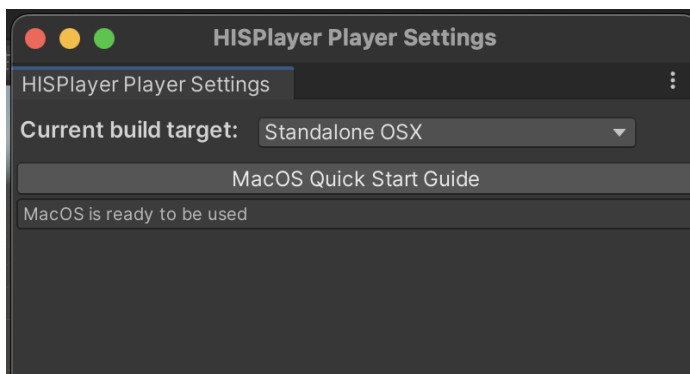 HISPlayer Player Settings
HISPlayer Player Settings
Current build target: Standalone OSX
MacOS Quick Start Guide
MacOS is ready to be used